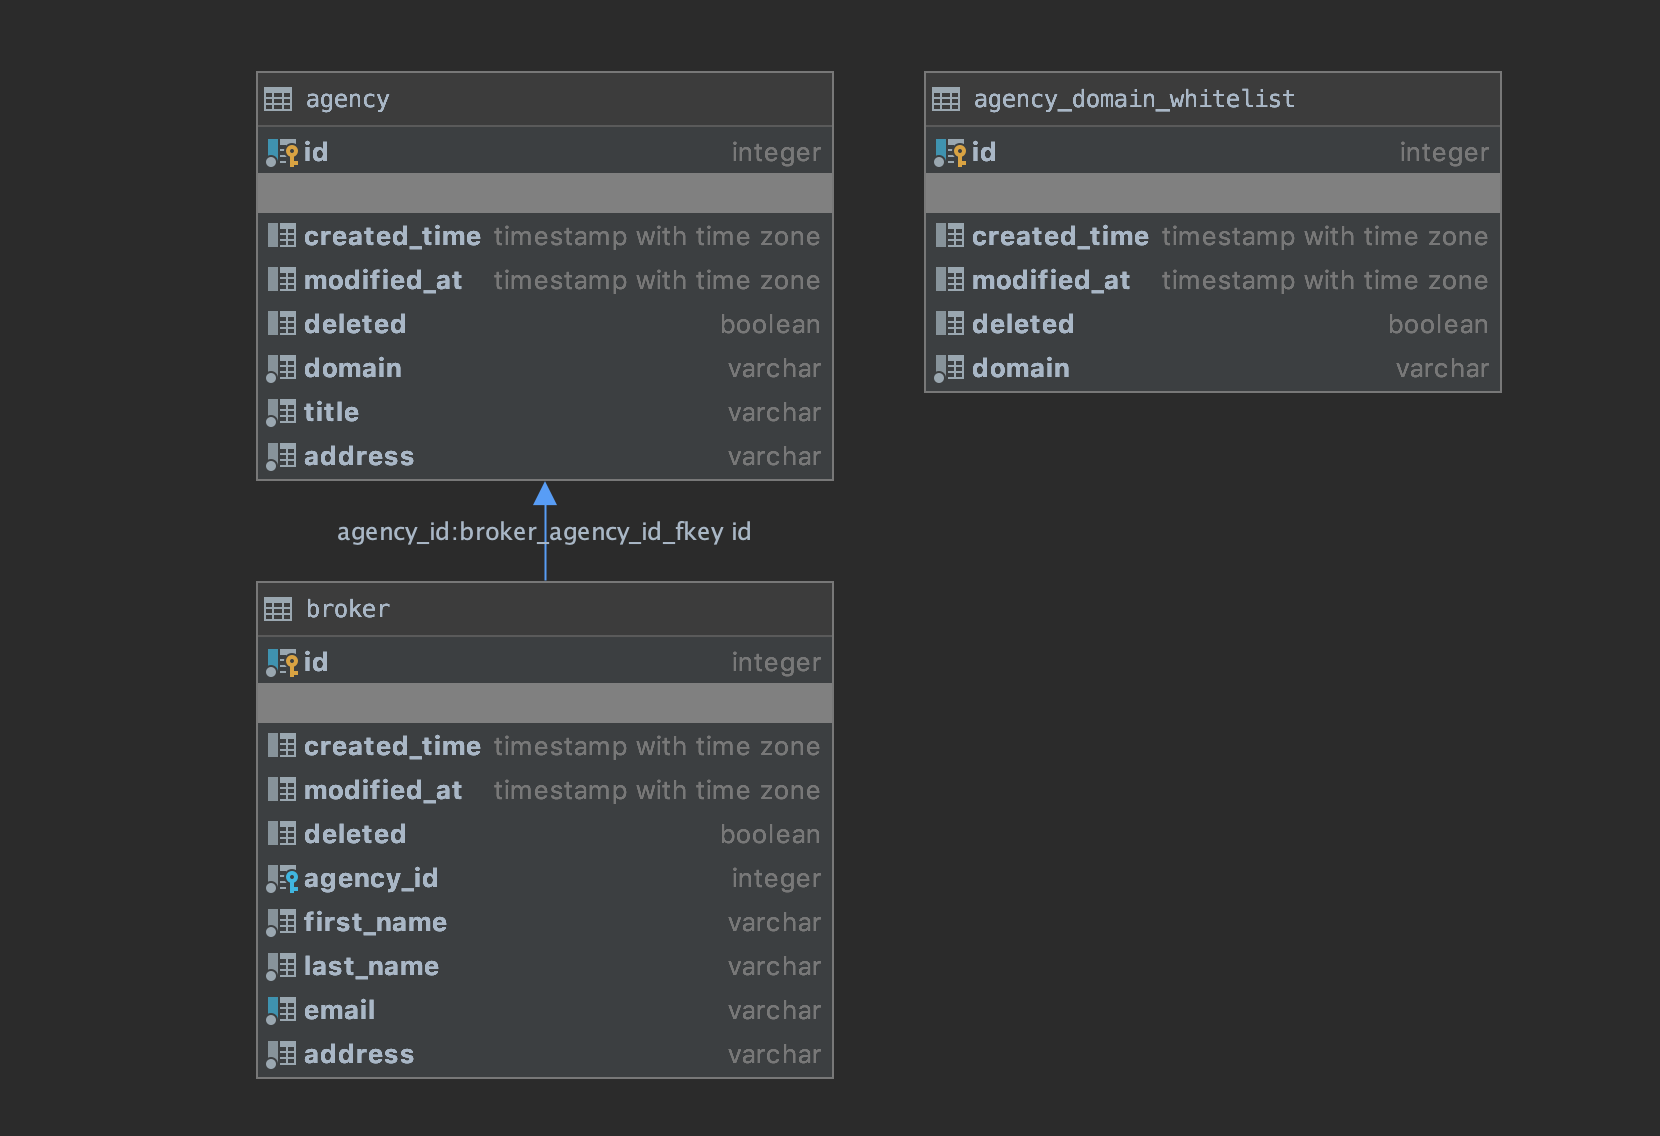 agency
id integer
created_time timestamp with time zone
modified_at timestamp with time zone
deleted boolean
domain varchar
title varchar
address varchar
agency_domain_whitelist
id integer
created_time timestamp with time zone
modified_at timestamp with time zone
deleted boolean
domain varchar
agency_id:broker_agency_id_fkey id
broker
id integer
created_time timestamp with time zone
modified_at timestamp with time zone
deleted boolean
agency_id integer
first_name varchar
last_name varchar
email varchar
address varchar